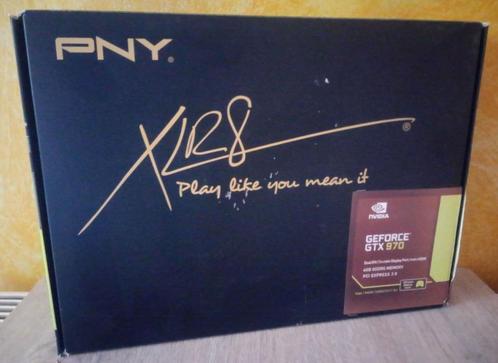 PNY®
XLR8®
Play like you mean it
NVIDIA
GEFORCE
GTX 970
4GB GDDR5 MEMORY
PCI EXPRESS 3.0